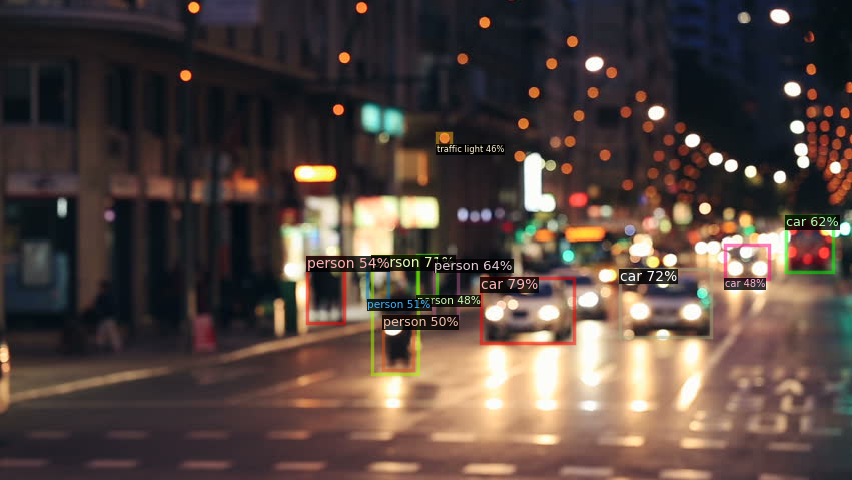 traffic light 46%
car 62%
person 54%
rson 71%
person 64%
car 72%
car 79%
car 48%
person 51%
rson 48%
person 50%